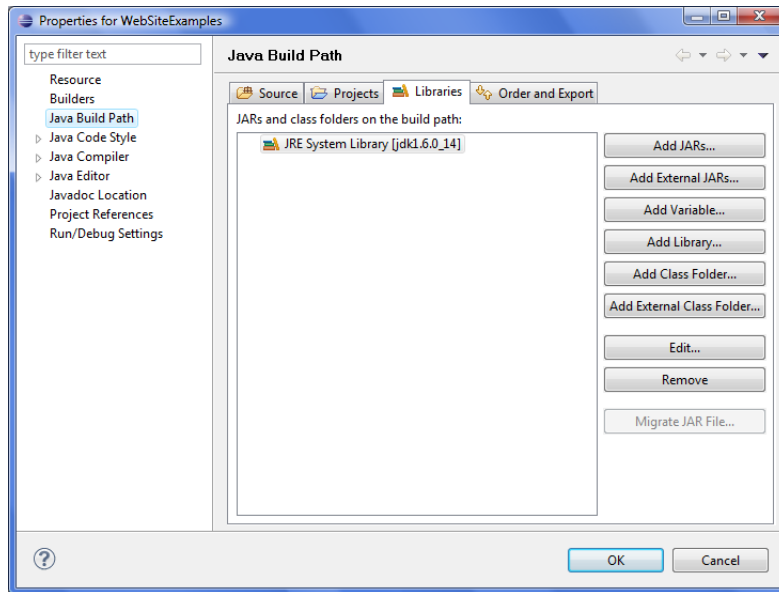 Properties for WebSiteExamples
type filter text
Resource
Builders
Java Build Path
Java Code Style
Java Compiler
Java Editor
Javadoc Location
Project References
Run/Debug Settings
Java Build Path
Source
Projects
Libraries
Order and Export
JARs and class folders on the build path:
JRE System Library [jdk1.6.0_14]
Add JARs...
Add External JARs...
Add Variable...
Add Library...
Add Class Folder...
Add External Class Folder...
Edit...
Remove
Migrate JAR File...
OK
Cancel